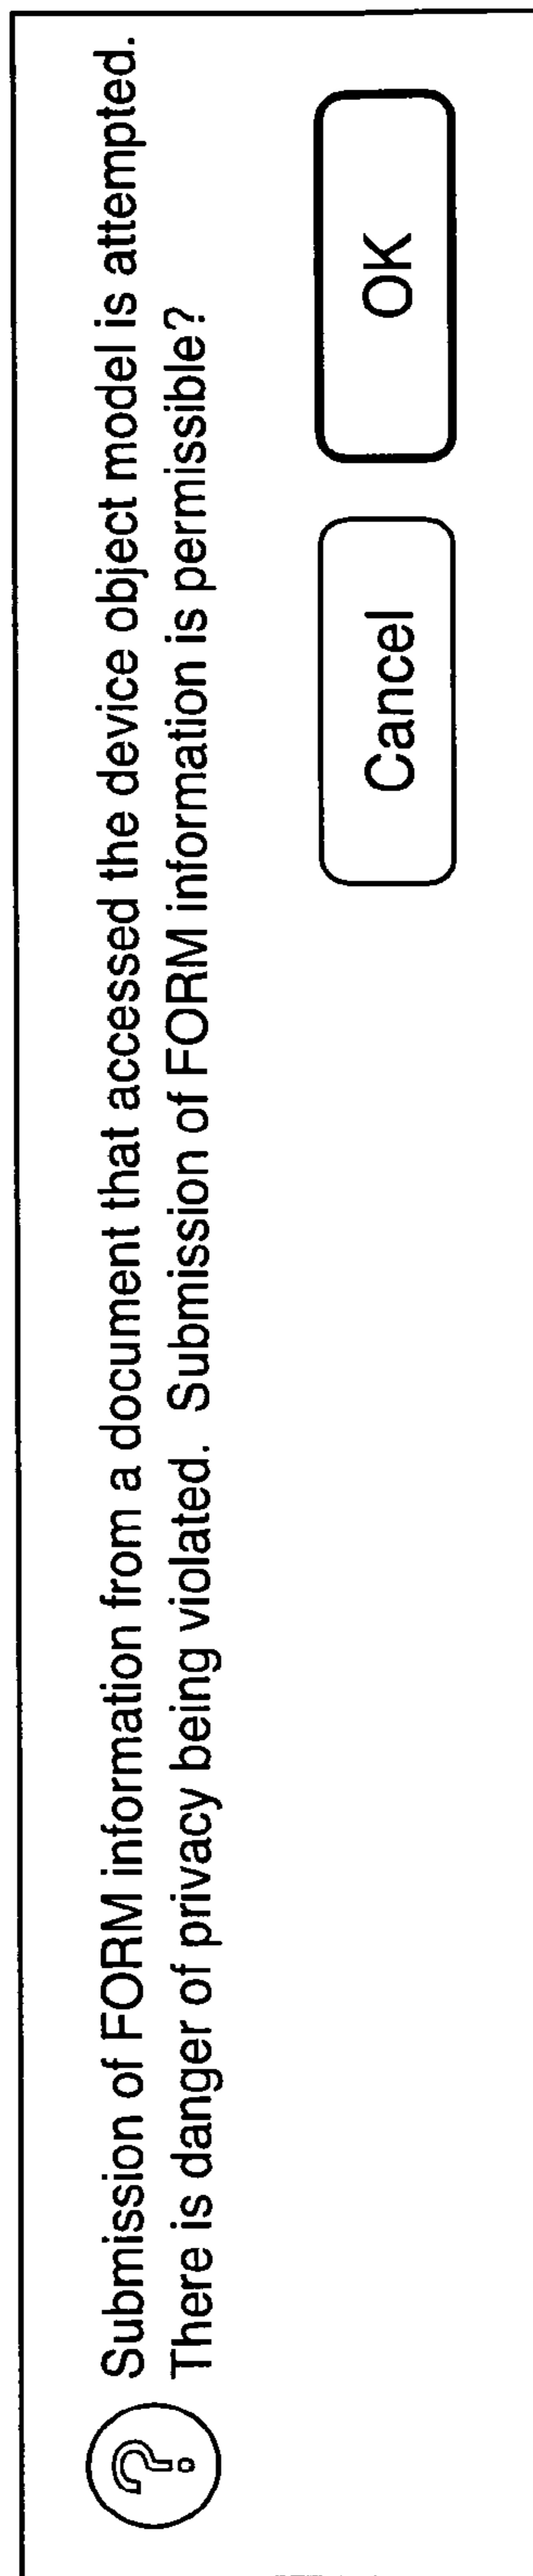 Submission of FORM information from a document that accessed the device object model is attempted.
There is danger of privacy being violated.  Submission of FORM information is permissible?
Cancel
OK